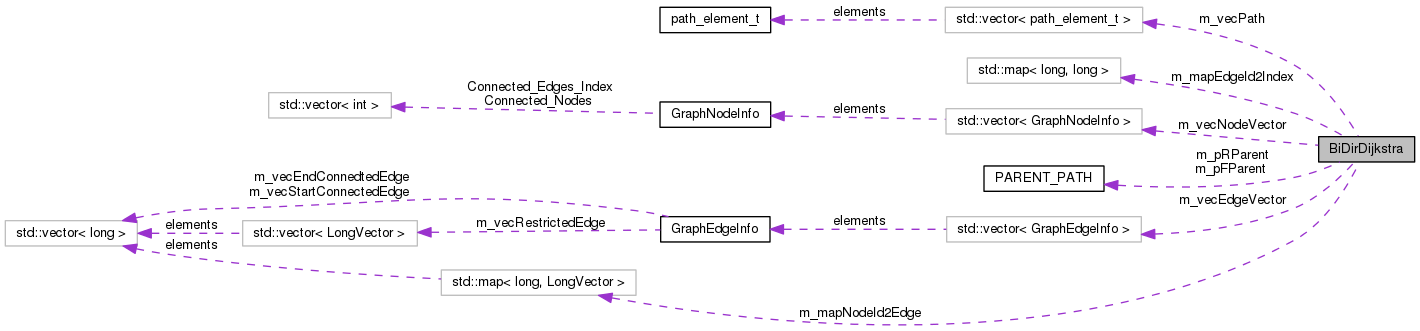 path_element_t
elements
std::vector< path_element_t >
m_vecPath
std::map< long, long >
m_mapEdgeId2Index
std::vector< int >
Connected_Edges_Index
Connected_Nodes
GraphNodeInfo
elements
std::vector< GraphNodeInfo >
m_vecNodeVector
BiDirDijkstra
PARENT_PATH
m_pRParent
m_pFParent
m_vecEndConnedtedEdge
m_vecStartConnectedEdge
std::vector< long >
elements
std::vector< LongVector >
m_vecRestrictedEdge
GraphEdgeInfo
elements
std::vector< GraphEdgeInfo >
m_vecEdgeVector
elements
std::map< long, LongVector >
m_mapNodeId2Edge